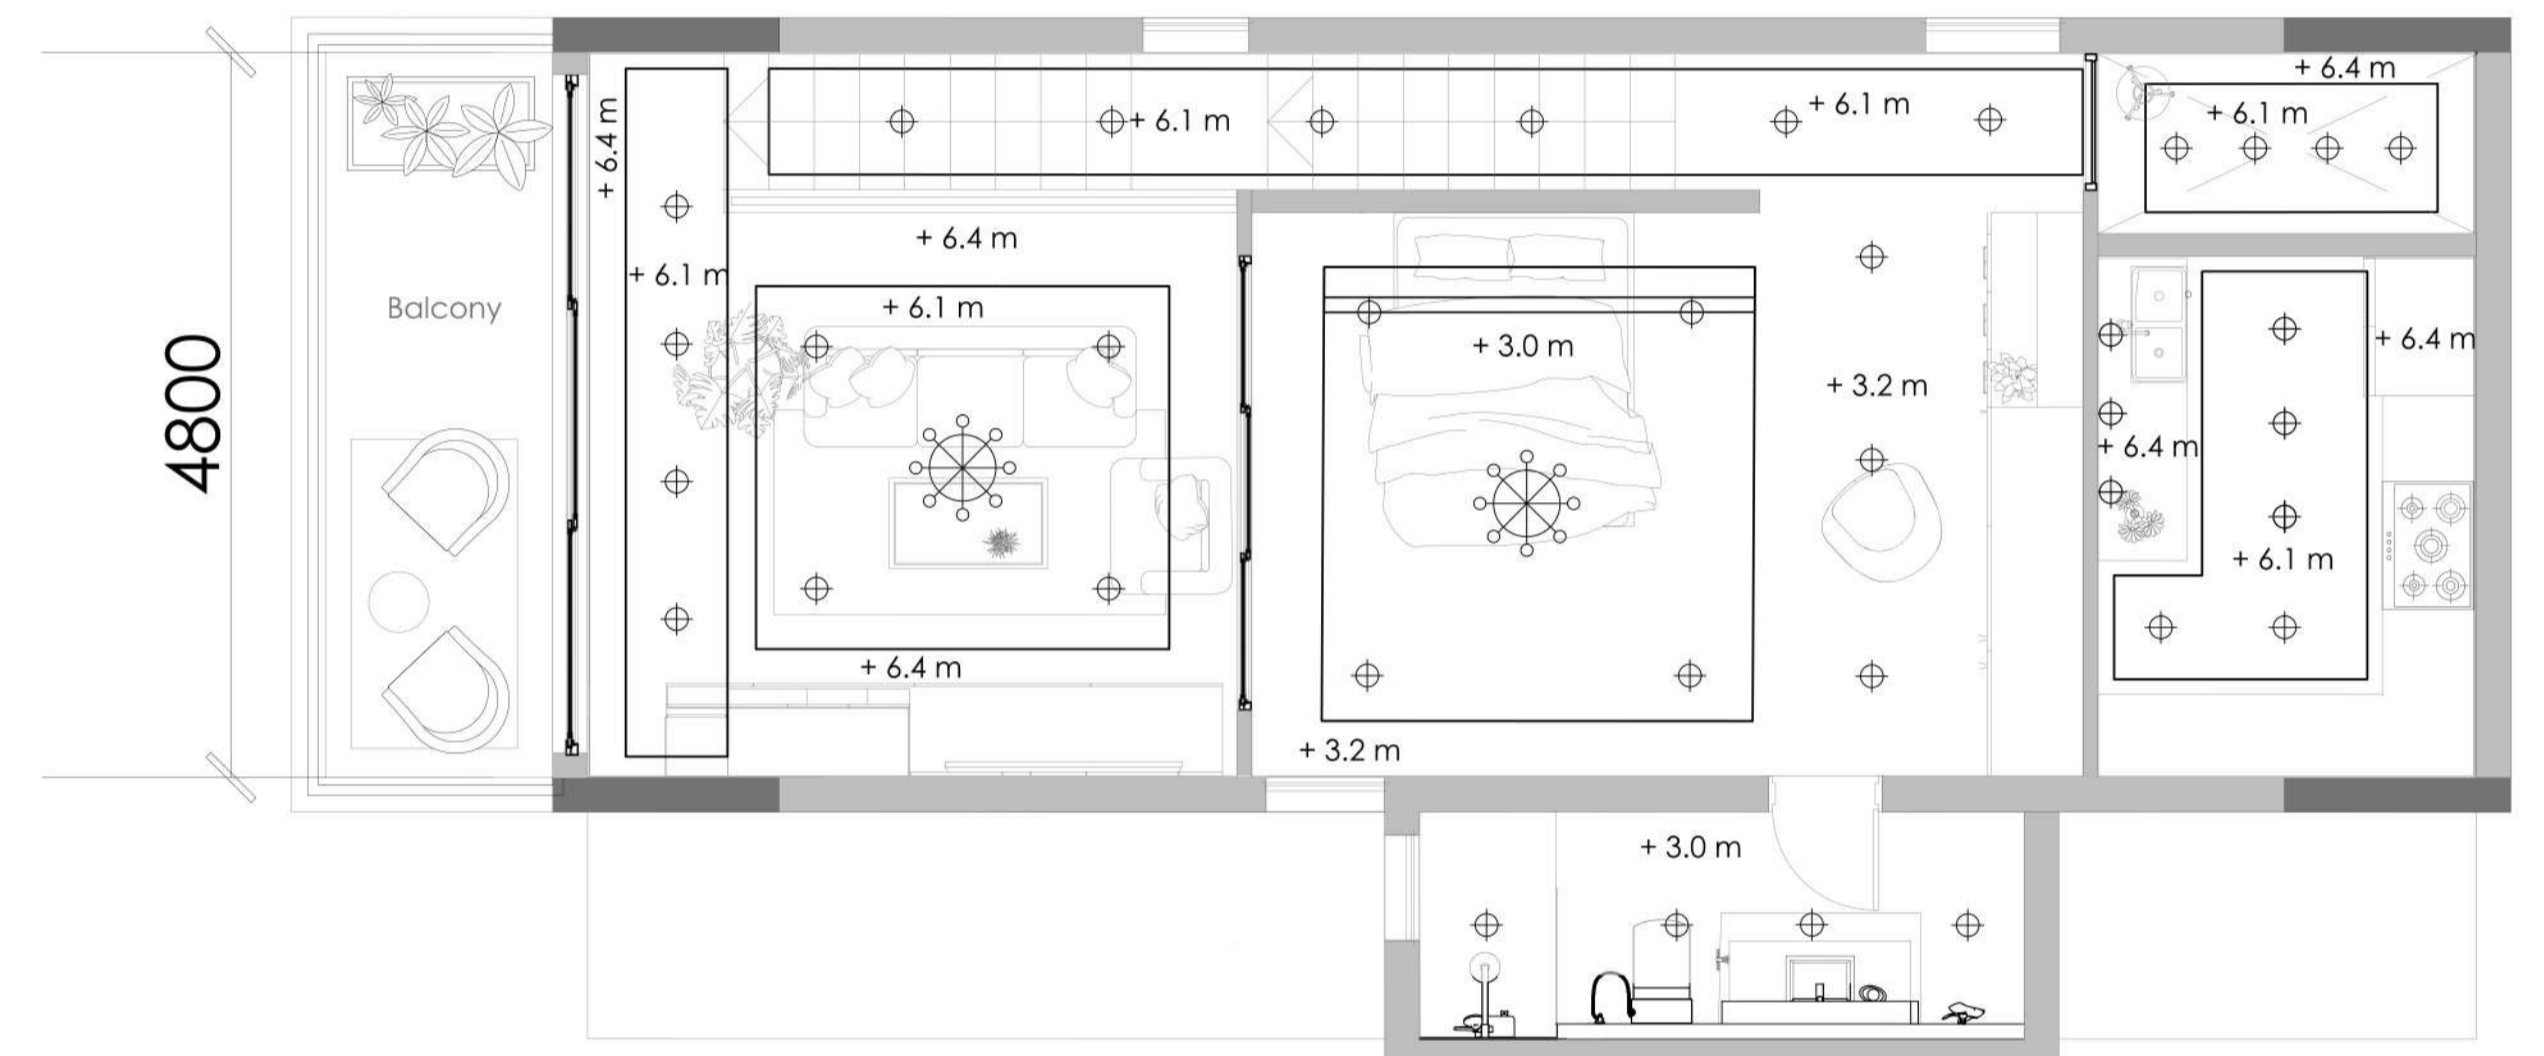 + 6.4 m
+ 6.4 m
+ 6.1 m
+ 6.1 m
+ 6.1 m
+ 6.4 m
+ 6.1 m
Balcony
+ 6.1 m
+ 6.4 m
+ 3.0 m
+ 3.2 m
4800
+ 6.4 m
+ 6.1 m
+ 6.4 m
+ 3.2 m
+ 3.0 m